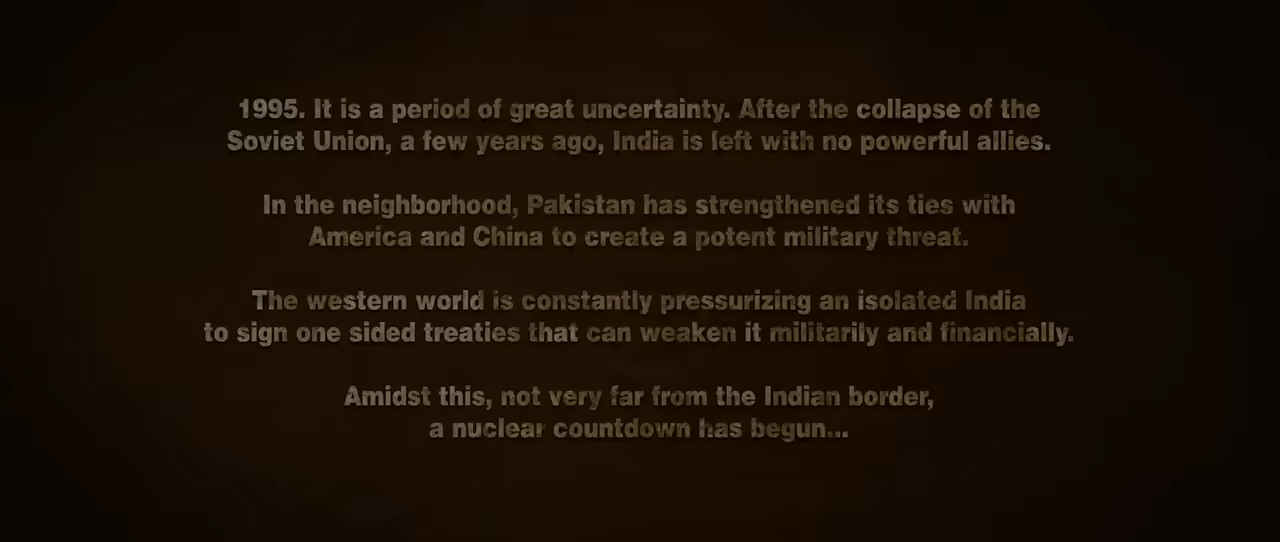 1995. It is a period of great uncertainty. After the collapse of the
Soviet Union, a few years ago, India is left with no powerful allies.
In the neighborhood, Pakistan has strengthened its ties with
America and China to create a potent military threat.
The western world is constantly pressurizing an isolated India
to sign one sided treaties that can weaken it militarily and financially.
Amidst this, not very far from the Indian border,
a nuclear countdown has begun...